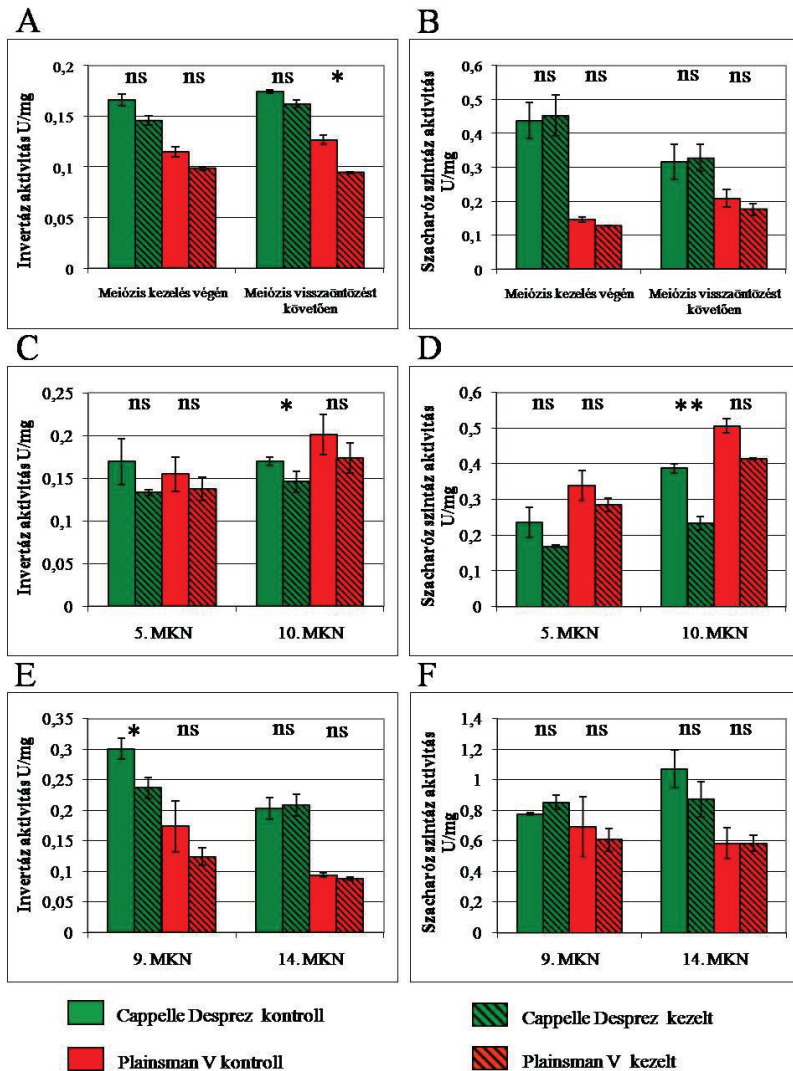 A
Invertáz aktivitás U/mg
0,2
0,15
0,1
0,05
0
ns ns ns *
Meiózis kezelés végén
Meiózis visszaöntözést
követően
B
Szacharóz szintáz aktivitás
U/mg
0,6
0,5
0,4
0,3
0,2
0,1
0
ns ns ns ns
Meiózis kezelés végén
Meiózis visszaöntözést
követően
C
Invertáz aktivitás U/mg
0,25
0,2
0,15
0,1
0,05
0
ns ns * ns
5. MKN 10. MKN
D
Szacharóz szintáz aktivitás
U/mg
0,6
0,5
0,4
0,3
0,2
0,1
0
ns ns ** ns
5. MKN 10. MKN
E
Invertáz aktivitás U/mg
0,35
0,3
0,25
0,2
0,15
0,1
0,05
0
* ns ns ns
9. MKN 14. MKN
F
Szacharóz szintáz aktivitás
U/mg
1,4
1,2
1
0,8
0,6
0,4
0,2
0
ns ns ns ns
9. MKN 14. MKN
Cappelle Desprez kontroll
Cappelle Desprez kezelt
Plainsman V kontroll
Plainsman V kezelt